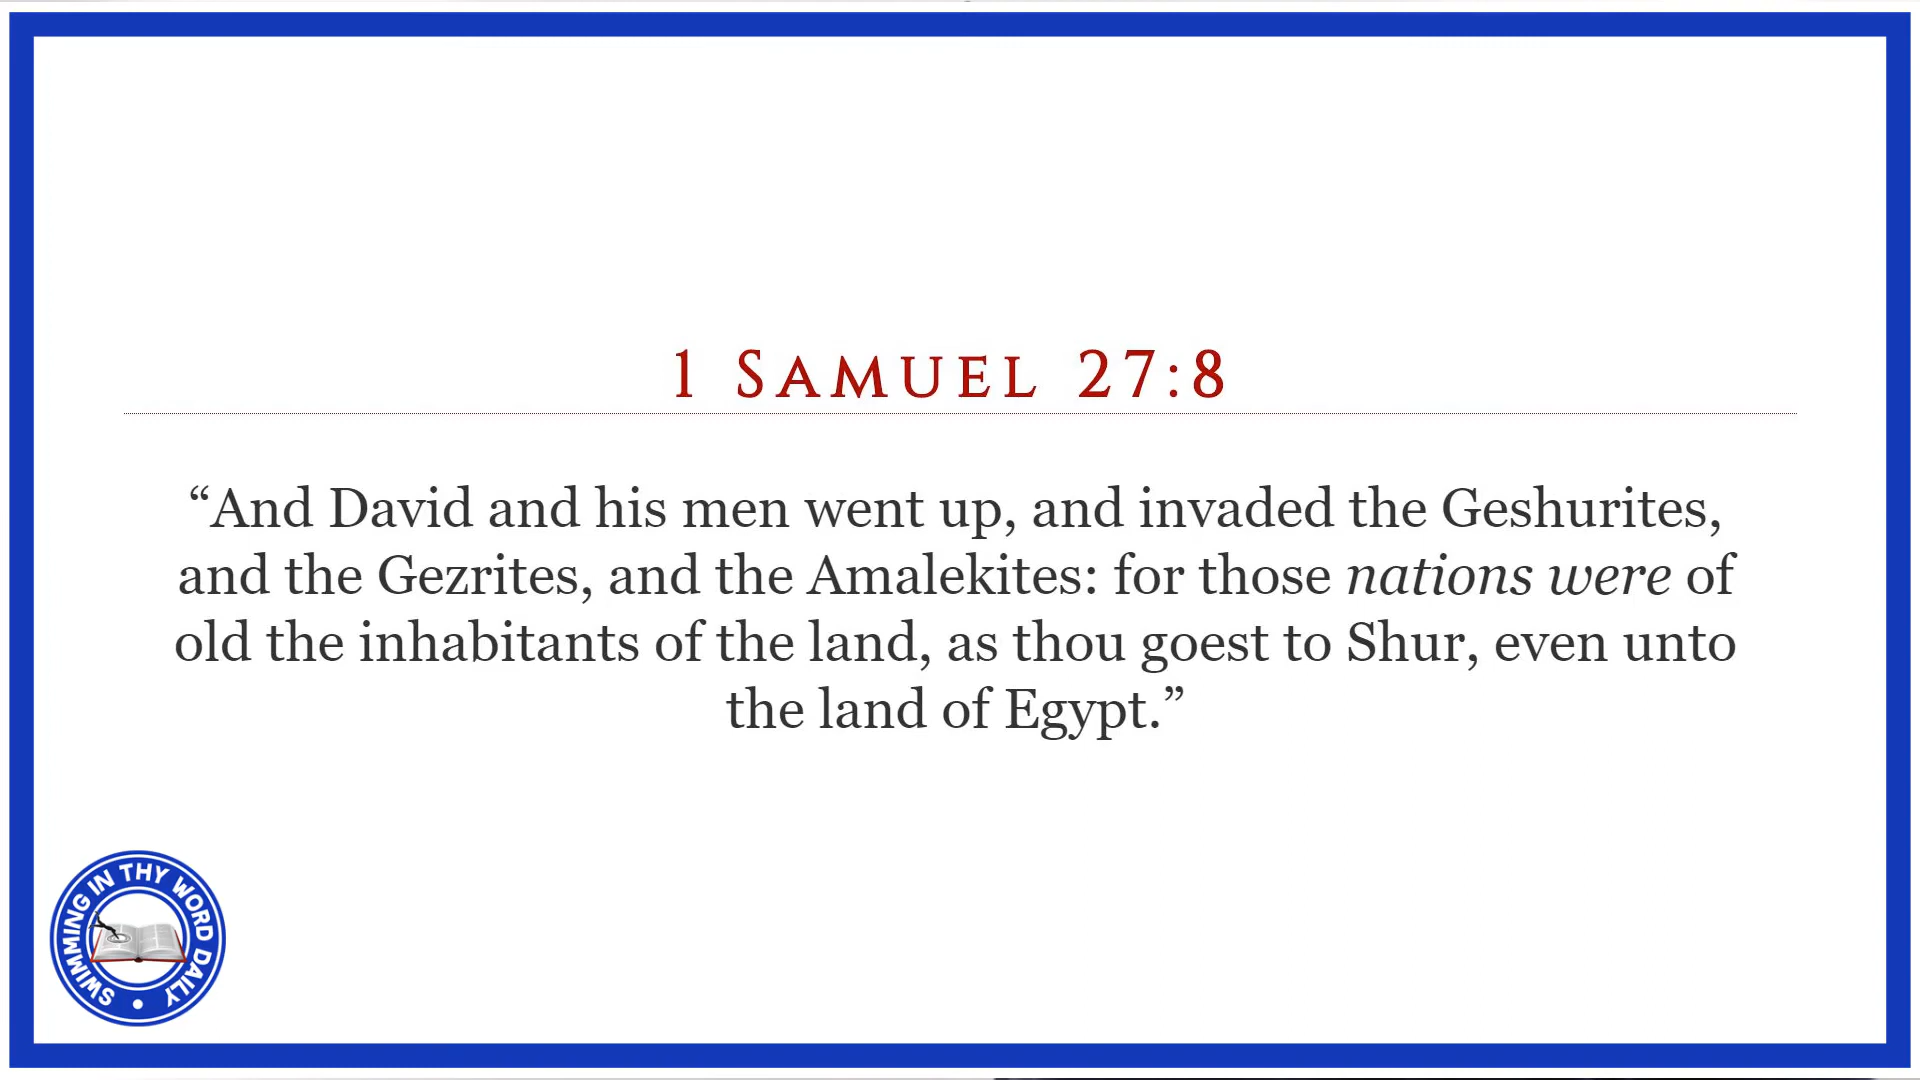 1 Samuel 27:8
“And David and his men went up, and invaded the Geshurites,
and the Gezrites, and the Amalekites: for those nations were of
old the inhabitants of the land, as thou goest to Shur, even unto
the land of Egypt.”
SWIMMING IN THY WORD DAILY